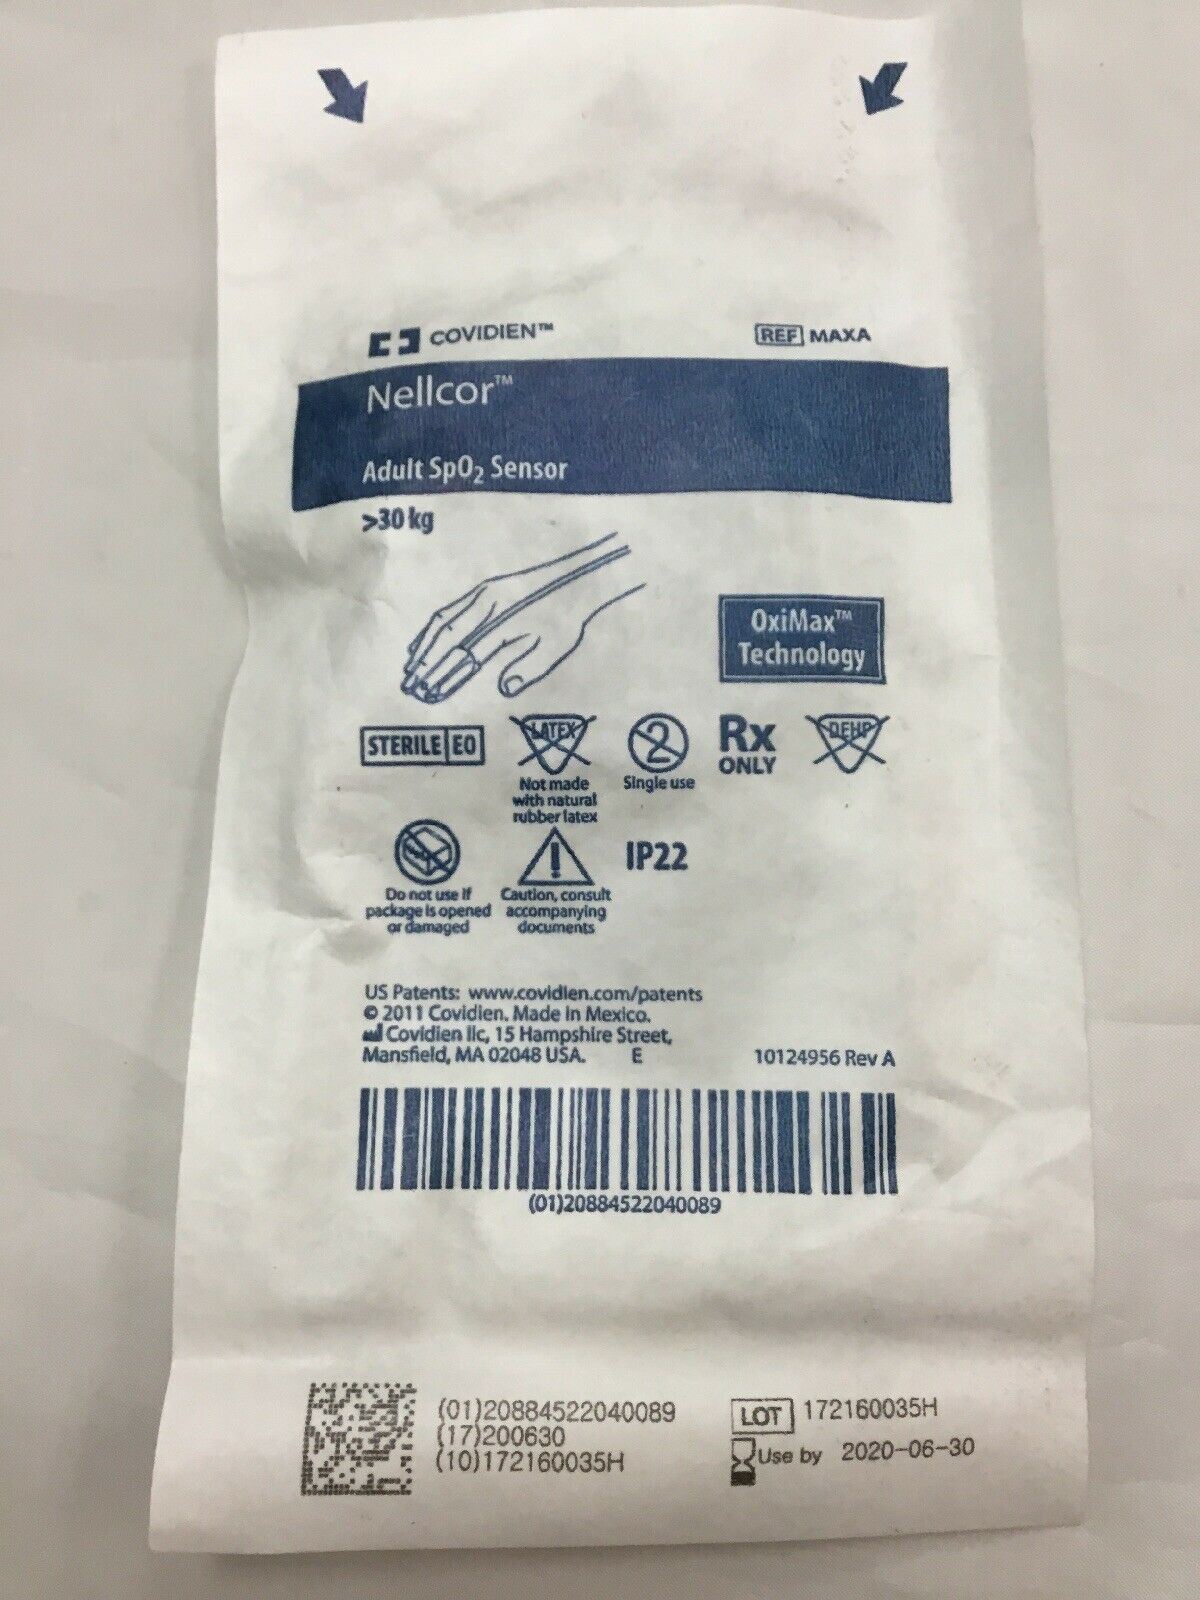 COVIDIEN™
REF MAXA
Nellcor™
Adult SpO₂ Sensor
>30 kg
OxiMax™
Technology
STERILE EO
LATEX
Not made
with natural
rubber latex
2
Single use
Rx
ONLY
DEHP
Do not use if
package is opened
or damaged
!
Caution, consult
accompanying
documents
IP22
US Patents: www.covidien.com/patents
© 2011 Covidien. Made in Mexico.
Covidien llc, 15 Hampshire Street,
Mansfield, MA 02048 USA. E
10124956 Rev A
(01)20884522040089
(01)20884522040089
(17)200630
(10)172160035H
LOT 172160035H
Use by 2020-06-30